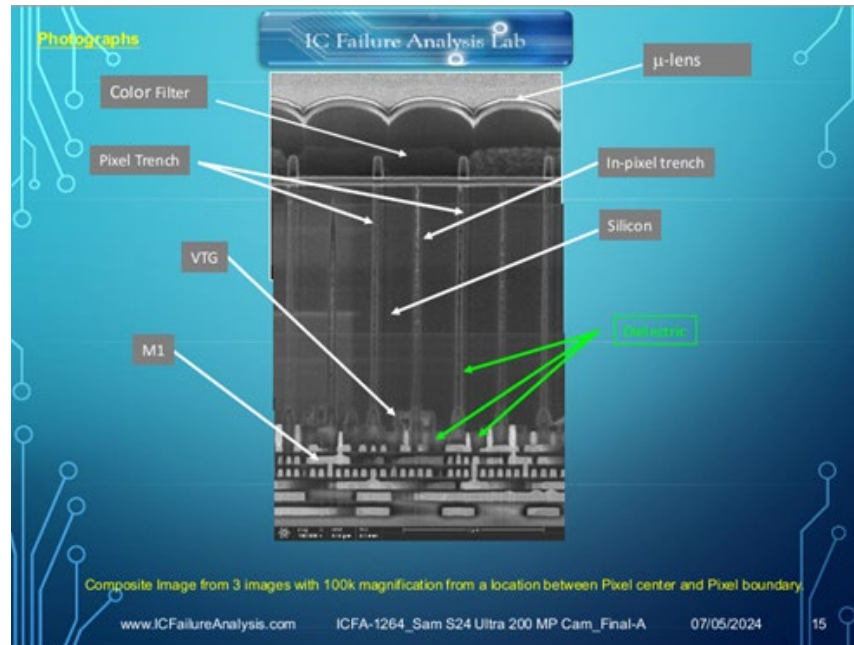 Photographs
IC Failure Analysis Lab
μ-lens
Color Filter
Pixel Trench
In-pixel trench
Silicon
VTG
Dielectric
M1
Composite Image from 3 images with 100k magnification from a location between Pixel center and Pixel boundary.
www.ICFailureAnalysis.com ICFA-1264_Sam S24 Ultra 200 MP Cam_Final-A 07/05/2024 15